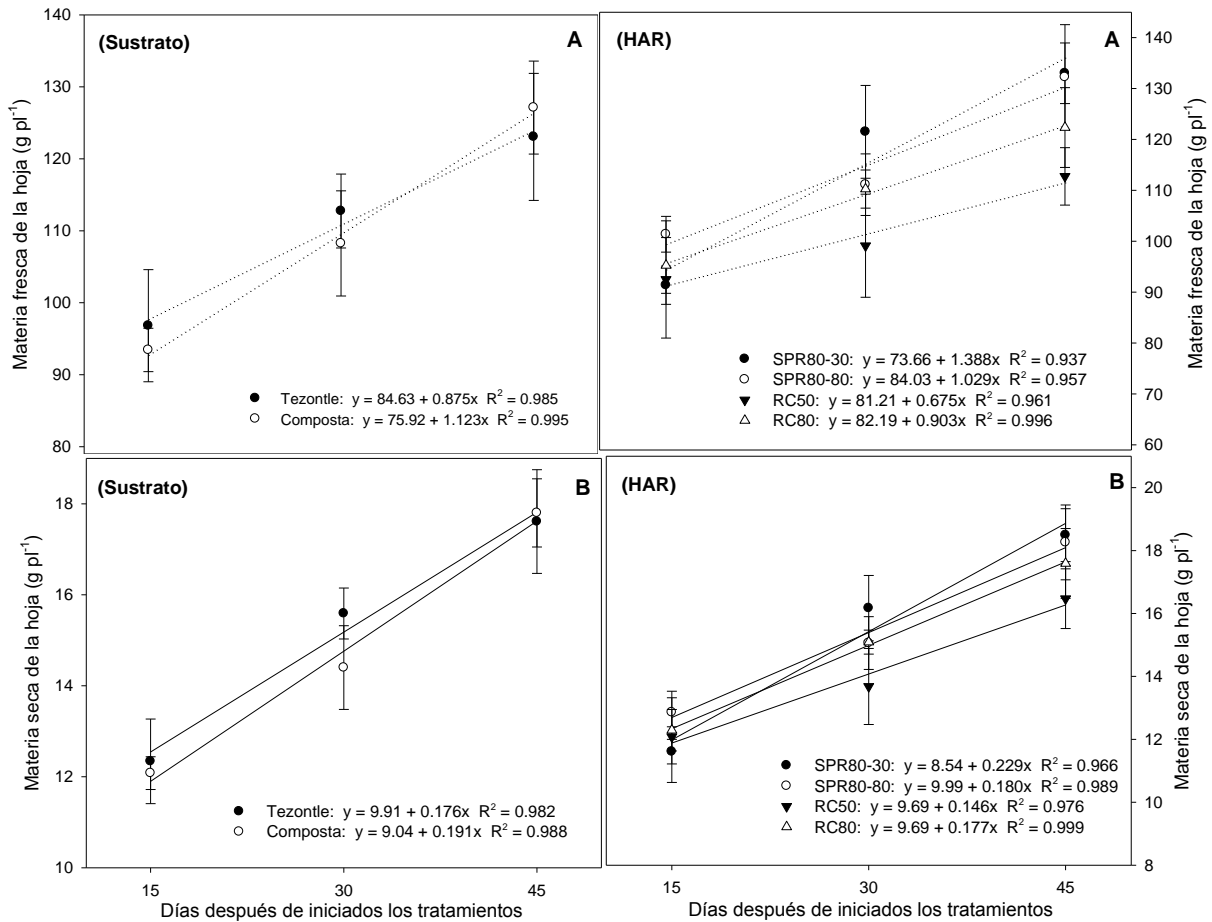 (Sustrato)
A
140
130
120
110
100
90
80
Materia fresca de la hoja (g pl⁻¹)
Tezontle: y = 84.63 + 0.875x R² = 0.985
Composta: y = 75.92 + 1.123x R² = 0.995
(HAR)
A
140
130
120
110
100
90
80
70
60
Materia fresca de la hoja (g pl⁻¹)
SPR80-30: y = 73.66 + 1.388x R² = 0.937
SPR80-80: y = 84.03 + 1.029x R² = 0.957
RC50: y = 81.21 + 0.675x R² = 0.961
RC80: y = 82.19 + 0.903x R² = 0.996
(Sustrato)
B
18
16
14
12
10
Materia seca de la hoja (g pl⁻¹)
Tezontle: y = 9.91 + 0.176x R² = 0.982
Composta: y = 9.04 + 0.191x R² = 0.988
15 30 45
Días después de iniciados los tratamientos
(HAR)
B
20
18
16
14
12
10
8
Materia seca de la hoja (g pl⁻¹)
SPR80-30: y = 8.54 + 0.229x R² = 0.966
SPR80-80: y = 9.99 + 0.180x R² = 0.989
RC50: y = 9.69 + 0.146x R² = 0.976
RC80: y = 9.69 + 0.177x R² = 0.999
15 30 45
Días después de iniciados los tratamientos